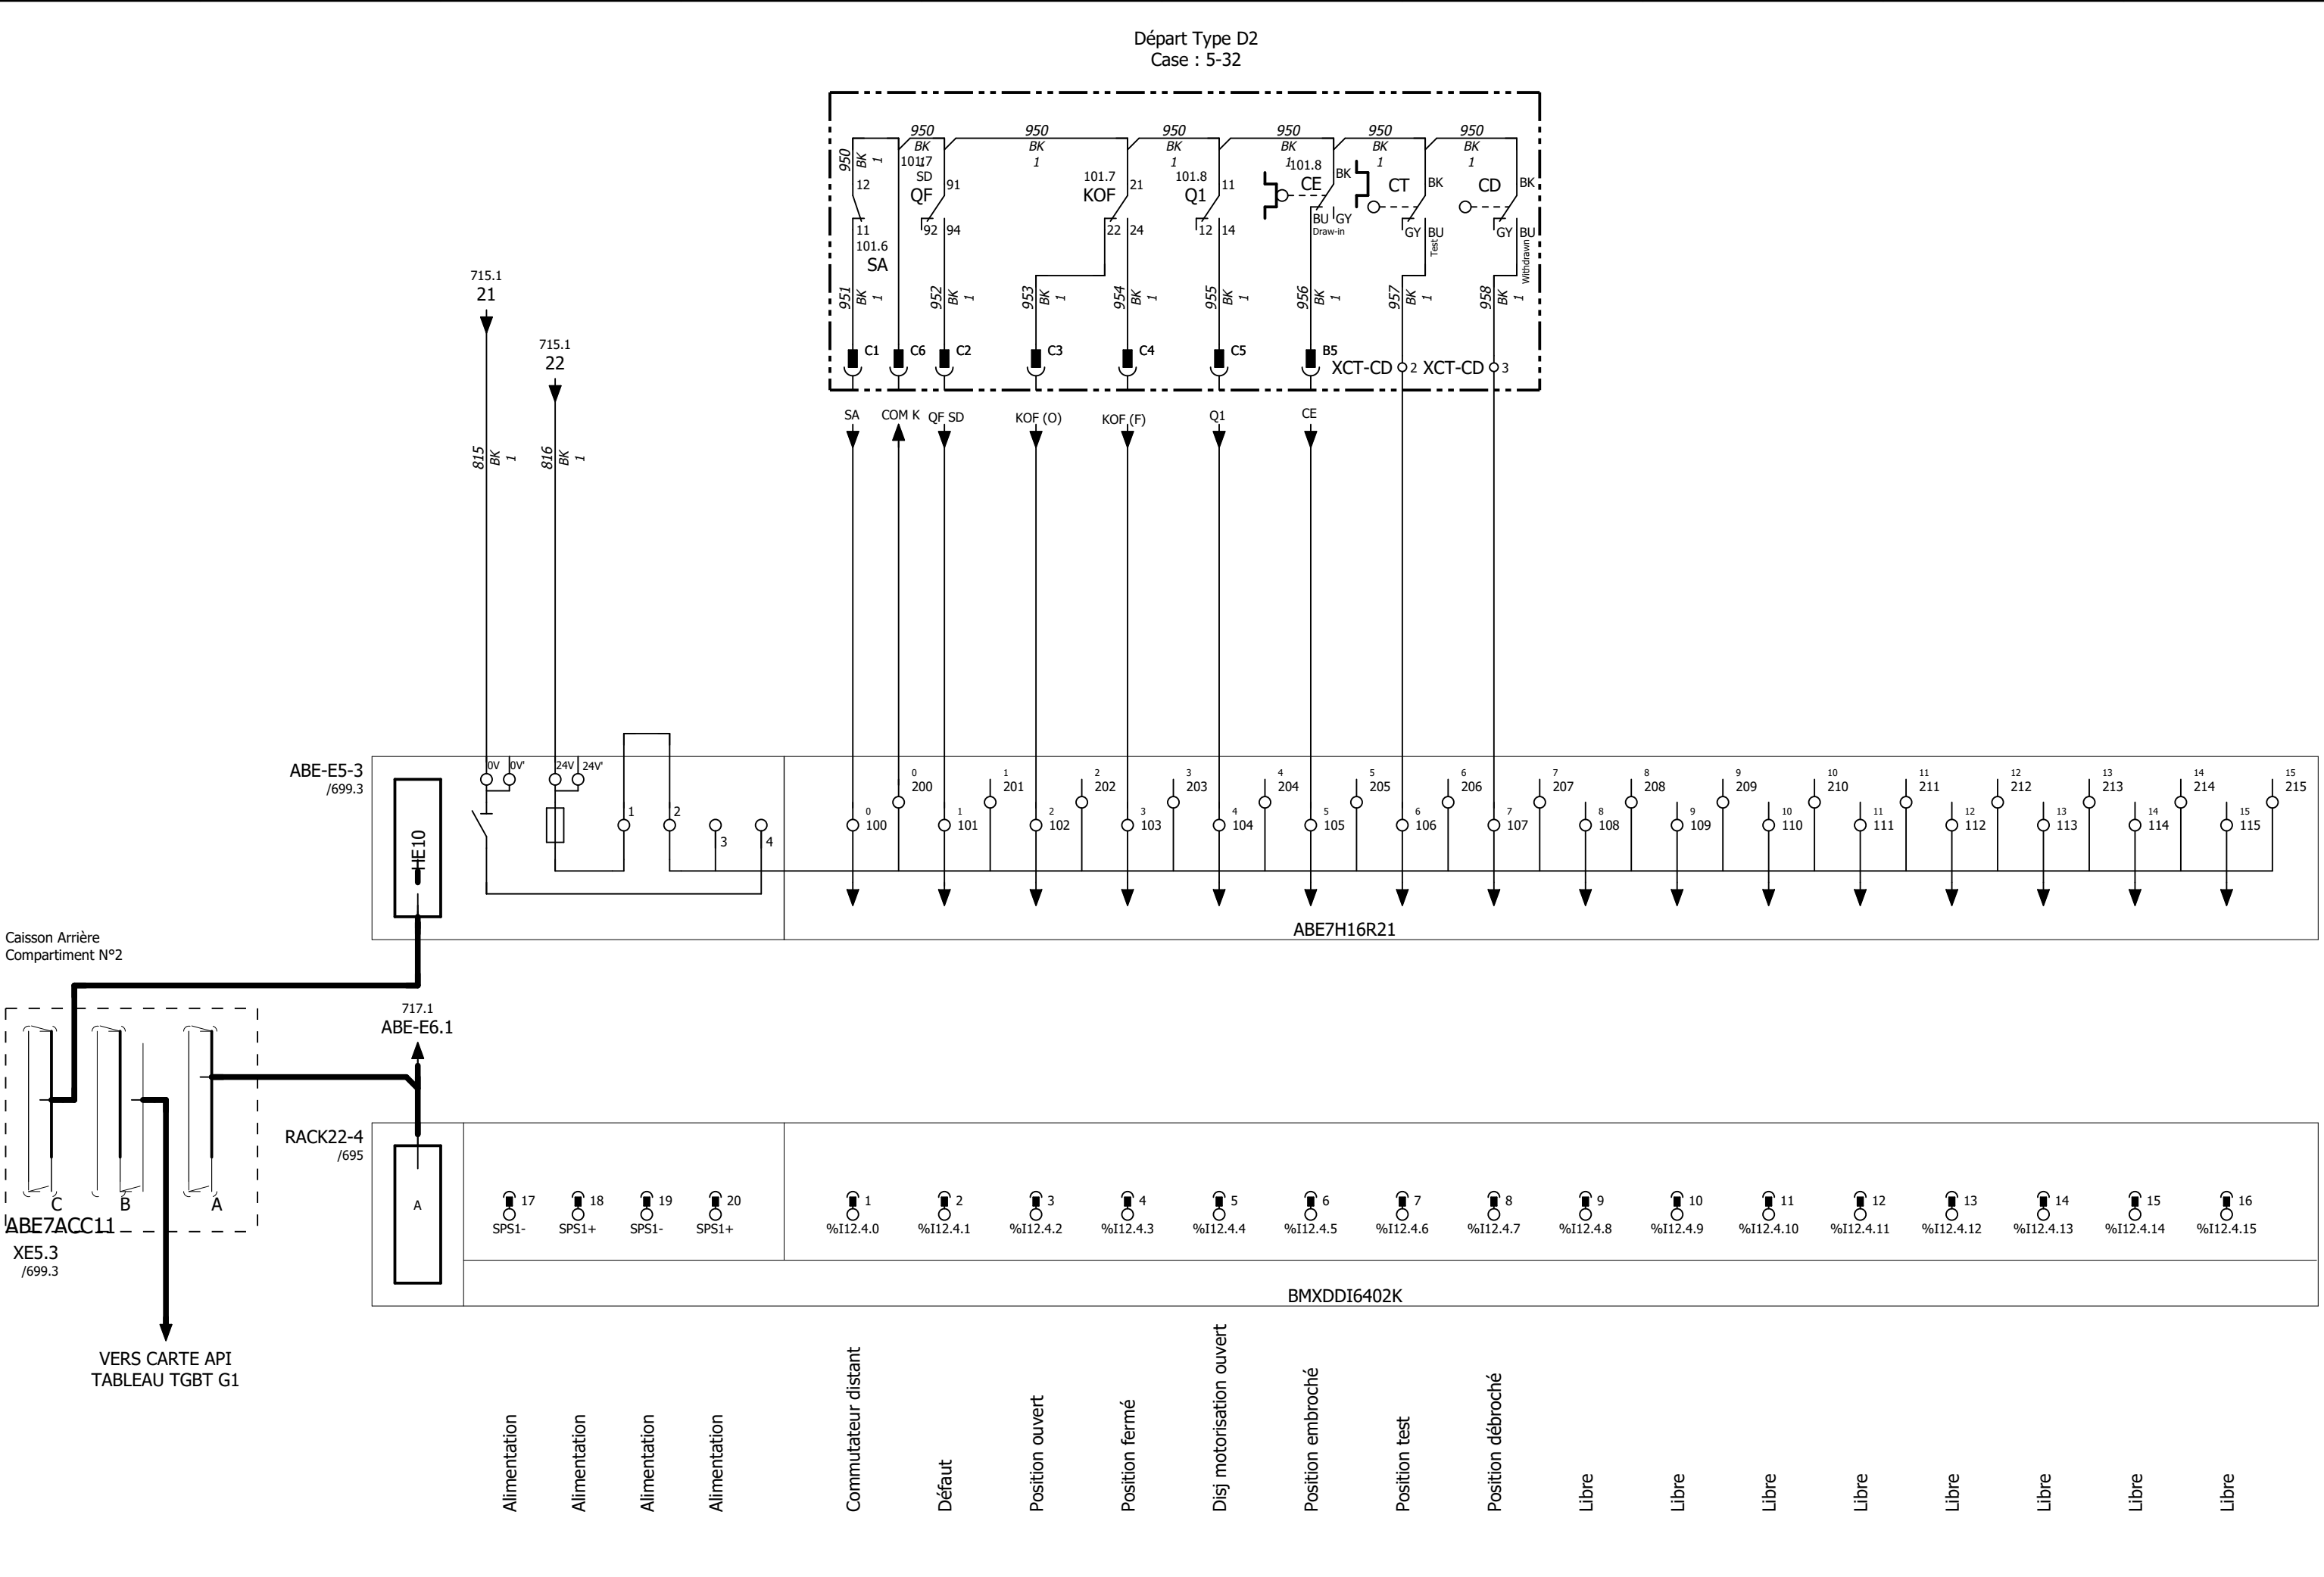 Départ Type D2
Case : 5-32
950 950 950 950 950 950
BK BK BK BK BK BK
1 1 1 1 1
950 BK 1
12
11
101.6
SA
101.7
SD
QF
91
92 94
101.7
KOF
21
22 24
101.8
Q1
11
12 14
101.8
CE
BK
BU GY
Draw-in
CT
BK
GY BU
Test
CD
BK
GY BU
Withdrawn
951 BK 1
952 BK 1
953 BK 1
954 BK 1
955 BK 1
956 BK 1
957 BK 1
958 BK 1
C1 C6 C2 C3 C4 C5 B5
XCT-CD 2 XCT-CD 3
SA COM K QF SD KOF (O) KOF (F) Q1 CE
715.1
21
715.1
22
815 BK 1
816 BK 1
ABE-E5-3
/699.3
HE10
0V 0V' 24V 24V'
1 2 3 4
0 1 2 3 4 5 6 7 8 9 10 11 12 13 14 15
200 201 202 203 204 205 206 207 208 209 210 211 212 213 214 215
0 1 2 3 4 5 6 7 8 9 10 11 12 13 14 15
100 101 102 103 104 105 106 107 108 109 110 111 112 113 114 115
ABE7H16R21
Caisson Arrière
Compartiment N°2
717.1
ABE-E6.1
C B A
ABE7ACC11
XE5.3
/699.3
VERS CARTE API
TABLEAU TGBT G1
RACK22-4
/695
A
17 18 19 20 1 2 3 4 5 6 7 8 9 10 11 12 13 14 15 16
SPS1- SPS1+ SPS1- SPS1+ %I12.4.0 %I12.4.1 %I12.4.2 %I12.4.3 %I12.4.4 %I12.4.5 %I12.4.6 %I12.4.7 %I12.4.8 %I12.4.9 %I12.4.10 %I12.4.11 %I12.4.12 %I12.4.13 %I12.4.14 %I12.4.15
BMXDDI6402K
Alimentation
Alimentation
Alimentation
Alimentation
Commutateur distant
Défaut
Position ouvert
Position fermé
Disj motorisation ouvert
Position embroché
Position test
Position débroché
Libre
Libre
Libre
Libre
Libre
Libre
Libre
Libre